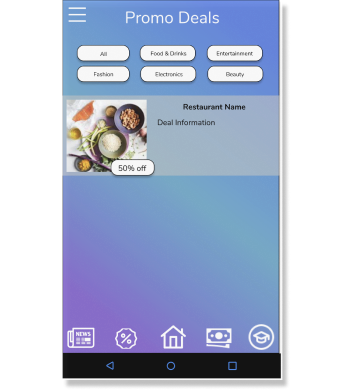 Promo Deals
All Food & Drinks Entertainment
Fashion Electronics Beauty
Restaurant Name
Deal Information
50% off
NEWS